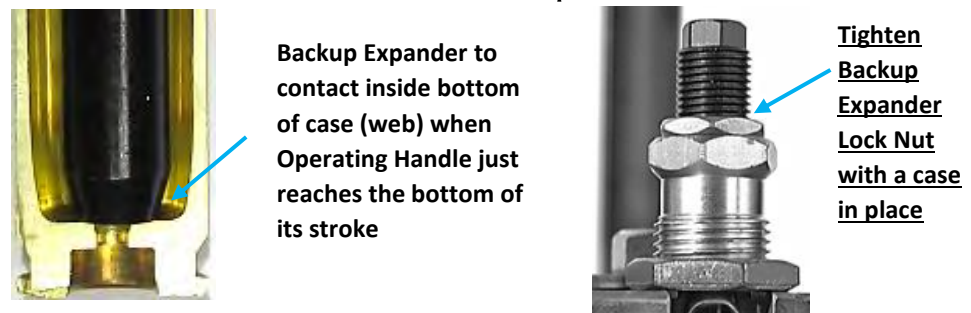 Backup Expander to
contact inside bottom
of case (web) when
Operating Handle just
reaches the bottom of
its stroke
Tighten
Backup
Expander
Lock Nut
with a case
in place